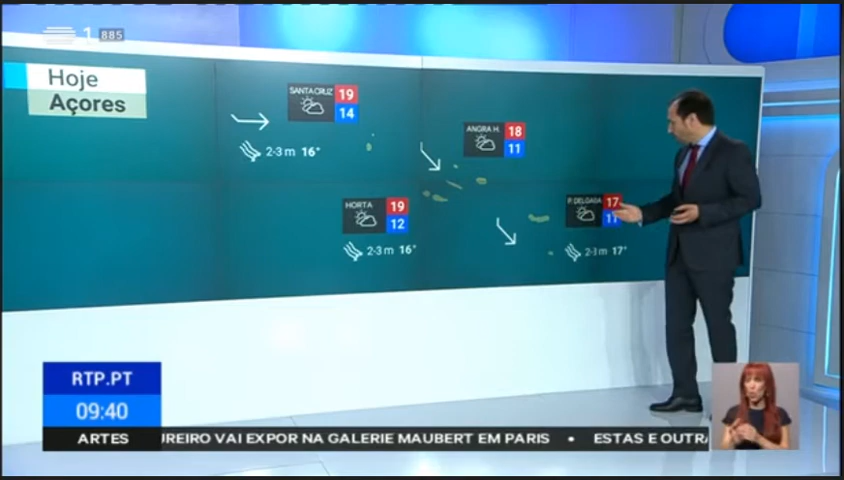 1 885
Hoje
Açores
SANTA CRUZ 19
14
2-3 m 16°
ANGRA H. 18
11
HORTA 19
12
2-3 m 16°
P. DELGADA 17
11
2-3 m 17°
RTP.PT
09:40
ARTES UREIRO VAI EXPOR NA GALERIE MAUBERT EM PARIS • ESTAS E OUTRA